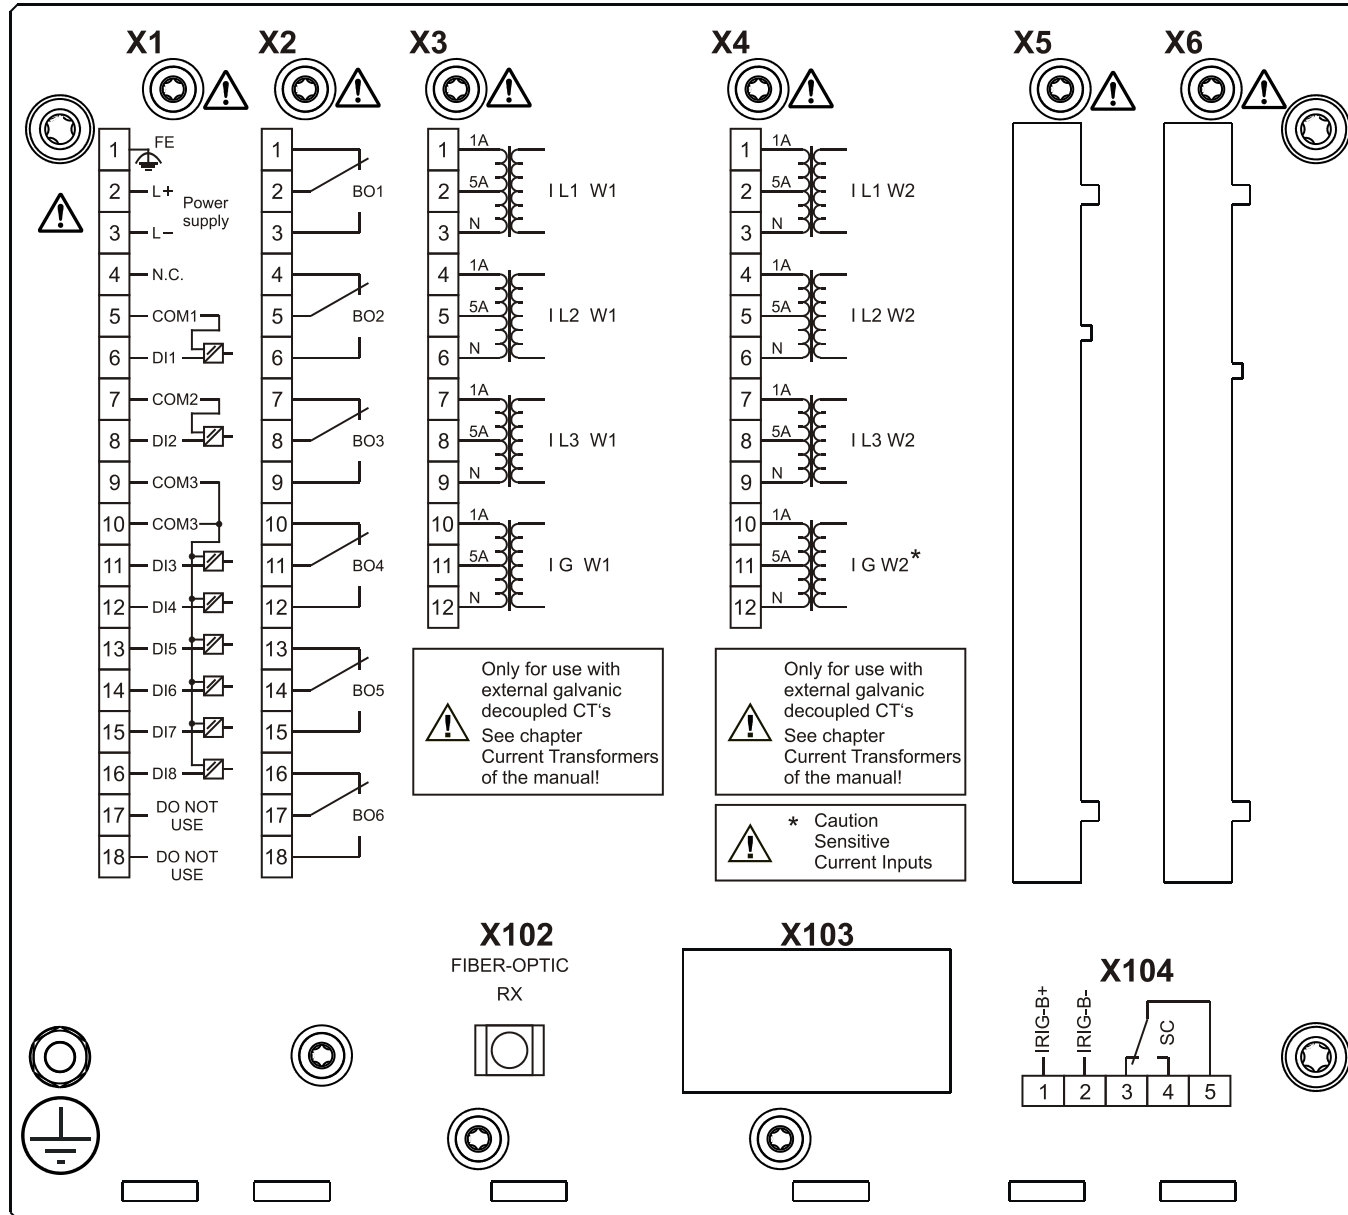 X1
X2
X3
X4
X5
X6
1 FE
2 L+
Power
supply
3 L–
4 N.C.
5 COM1
6 DI1
7 COM2
8 DI2
9 COM3
10 COM3
11 DI3
12 DI4
13 DI5
14 DI6
15 DI7
16 DI8
17 DO NOT
USE
18 DO NOT
USE
1
2 BO1
3
4
5 BO2
6
7
8 BO3
9
10
11 BO4
12
13
14 BO5
15
16
17 BO6
18
1 1A
2 5A I L1 W1
3 N
4 1A
5 5A I L2 W1
6 N
7 1A
8 5A I L3 W1
9 N
10 1A
11 5A I G W1
12 N
Only for use with
external galvanic
decoupled CT‘s
See chapter
Current Transformers
of the manual!
1 1A
2 5A I L1 W2
3 N
4 1A
5 5A I L2 W2
6 N
7 1A
8 5A I L3 W2
9 N
10 1A
11 5A I G W2*
12 N
Only for use with
external galvanic
decoupled CT‘s
See chapter
Current Transformers
of the manual!
* Caution
Sensitive
Current Inputs
X102
FIBER-OPTIC
RX
X103
X104
IRIG-B+
IRIG-B-
SC
1 2 3 4 5